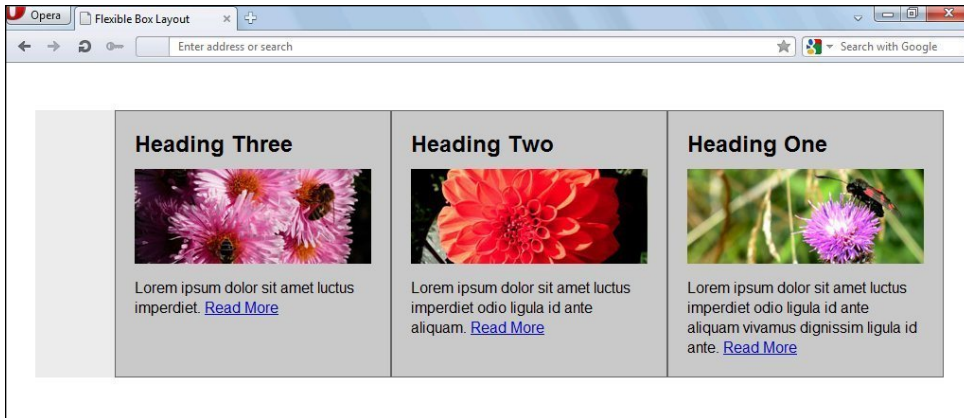 Opera
Flexible Box Layout
Enter address or search
Search with Google
Heading Three
Lorem ipsum dolor sit amet luctus
imperdiet. Read More
Heading Two
Lorem ipsum dolor sit amet luctus
imperdiet odio ligula id ante
aliquam. Read More
Heading One
Lorem ipsum dolor sit amet luctus
imperdiet odio ligula id ante
aliquam vivamus dignissim ligula id
ante. Read More